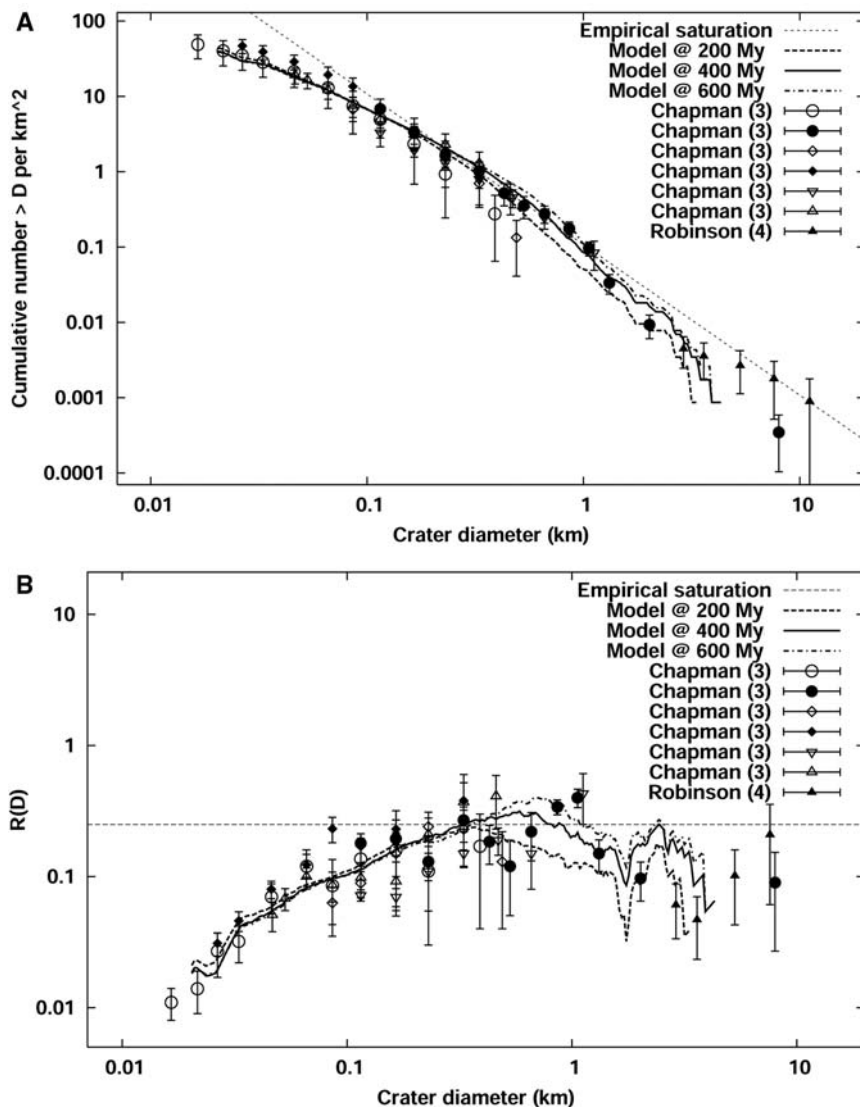 A
100
10
1
0.1
0.01
0.001
0.0001
Cumulative number > D per km^2
Empirical saturation
Model @ 200 My
Model @ 400 My
Model @ 600 My
Chapman (3)
Chapman (3)
Chapman (3)
Chapman (3)
Chapman (3)
Chapman (3)
Robinson (4)
0.01 0.1 1 10
Crater diameter (km)
B
10
1
0.1
0.01
R(D)
Empirical saturation
Model @ 200 My
Model @ 400 My
Model @ 600 My
Chapman (3)
Chapman (3)
Chapman (3)
Chapman (3)
Chapman (3)
Chapman (3)
Robinson (4)
0.01 0.1 1 10
Crater diameter (km)